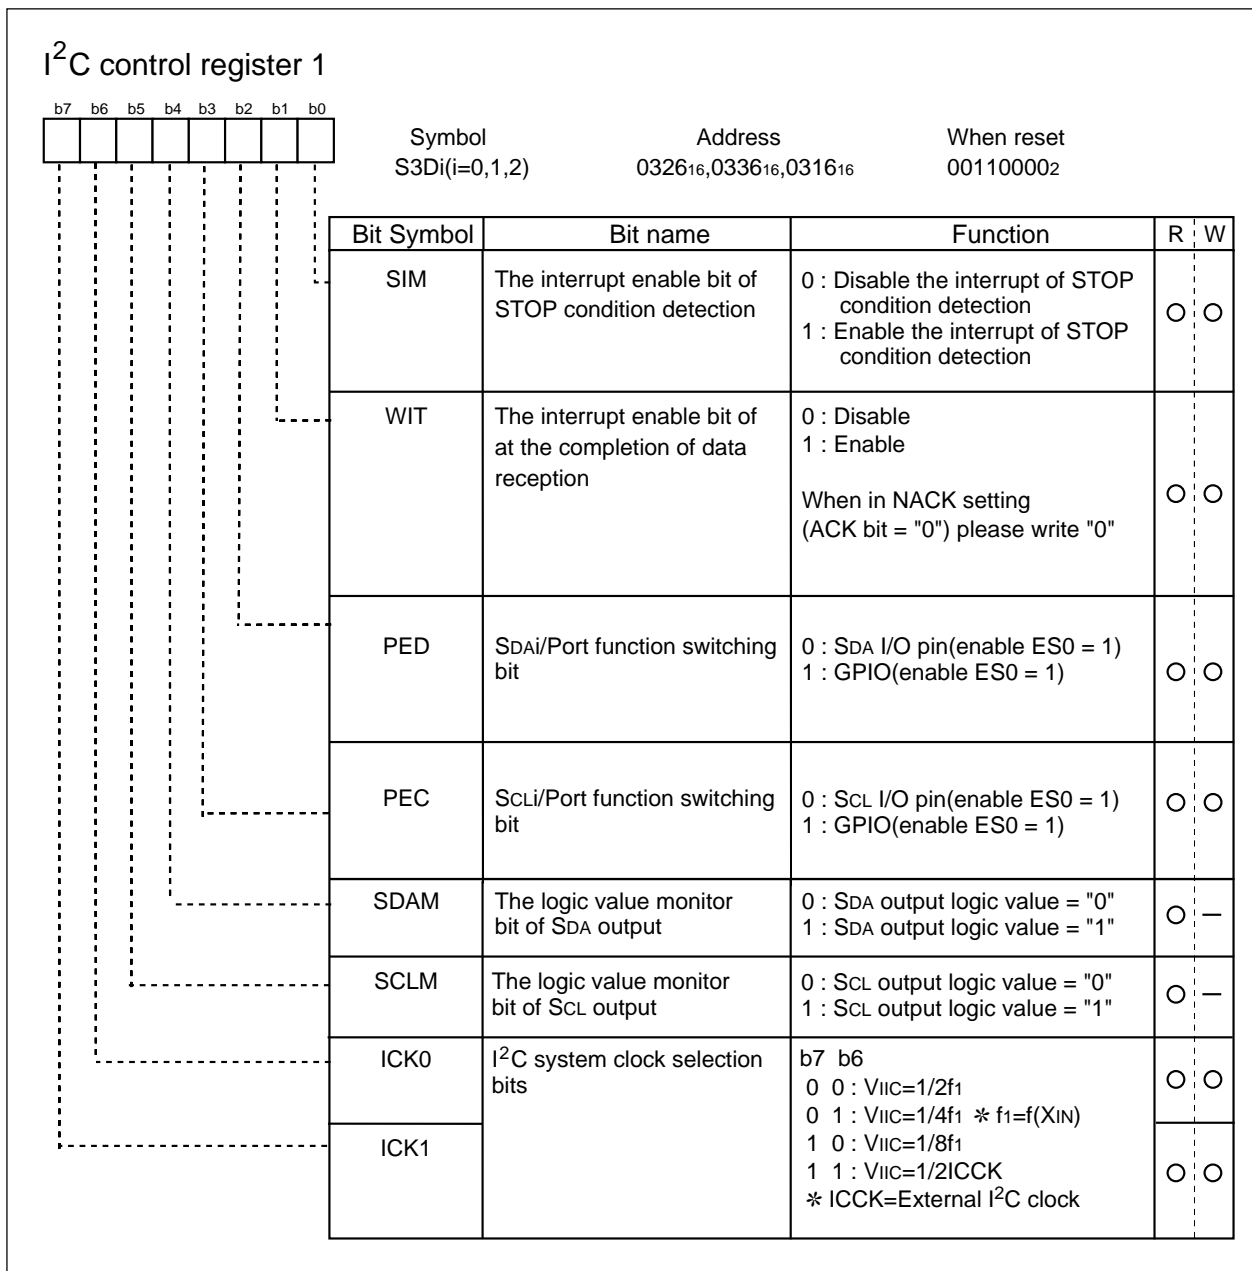 I²C control register 1
b7 b6 b5 b4 b3 b2 b1 b0
Symbol Address When reset
S3Di(i=0,1,2) 0326₁₆,0336₁₆,0316₁₆ 00110000₂
Bit Symbol Bit name Function R W
SIM
The interrupt enable bit of
STOP condition detection
0 : Disable the interrupt of STOP
condition detection
1 : Enable the interrupt of STOP
condition detection
WIT
The interrupt enable bit of
at the completion of data
reception
0 : Disable
1 : Enable
When in NACK setting
(ACK bit = "0") please write "0"
PED
SDAi/Port function switching
bit
0 : SDA I/O pin(enable ES0 = 1)
1 : GPIO(enable ES0 = 1)
PEC
SCLi/Port function switching
bit
0 : SCL I/O pin(enable ES0 = 1)
1 : GPIO(enable ES0 = 1)
SDAM
The logic value monitor
bit of SDA output
0 : SDA output logic value = "0"
1 : SDA output logic value = "1"
SCLM
The logic value monitor
bit of SCL output
0 : SCL output logic value = "0"
1 : SCL output logic value = "1"
ICK0
I²C system clock selection
bits
b7 b6
0 0 : VIIC=1/2f1
0 1 : VIIC=1/4f1 ✻ f1=f(XIN)
1 0 : VIIC=1/8f1
1 1 : VIIC=1/2ICCK
✻ ICCK=External I²C clock
ICK1